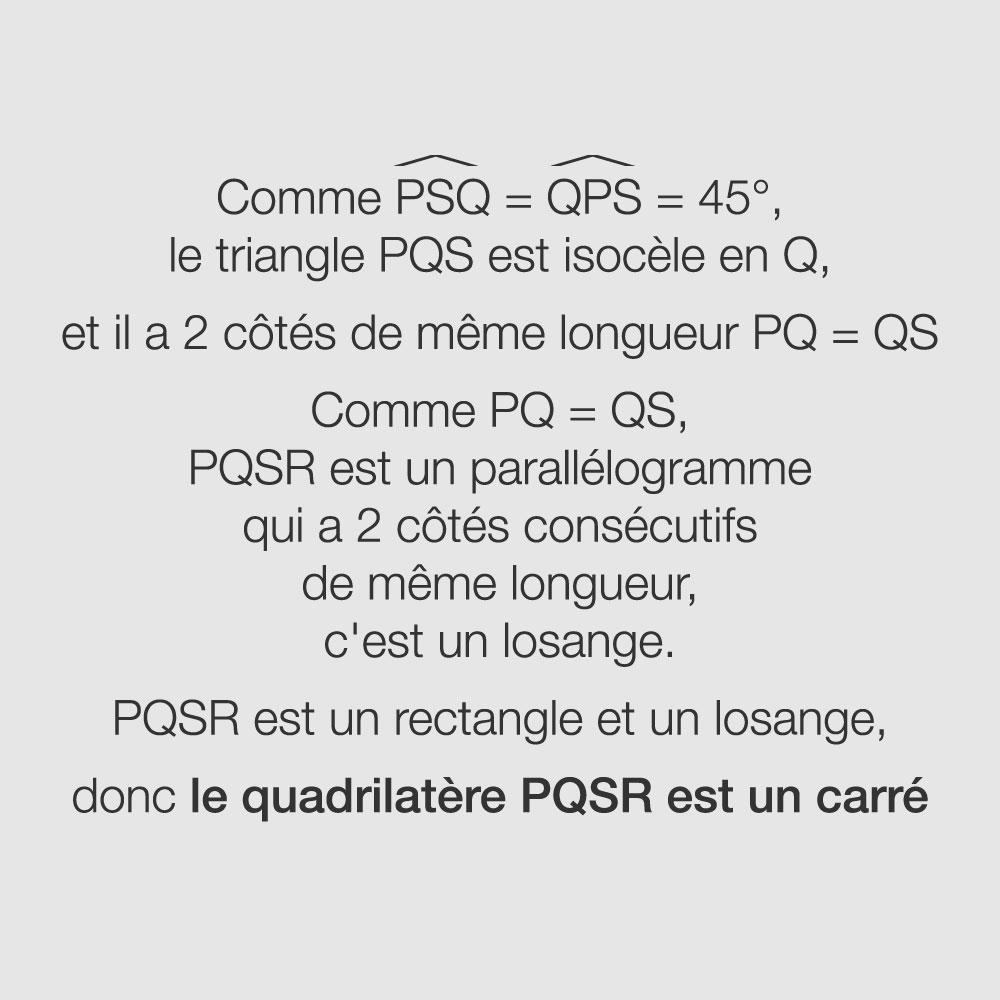 Comme PSQ = QPS = 45°,
le triangle PQS est isocèle en Q,
et il a 2 côtés de même longueur PQ = QS
Comme PQ = QS,
PQSR est un parallélogramme
qui a 2 côtés consécutifs
de même longueur,
c'est un losange.
PQSR est un rectangle et un losange,
donc le quadrilatère PQSR est un carré